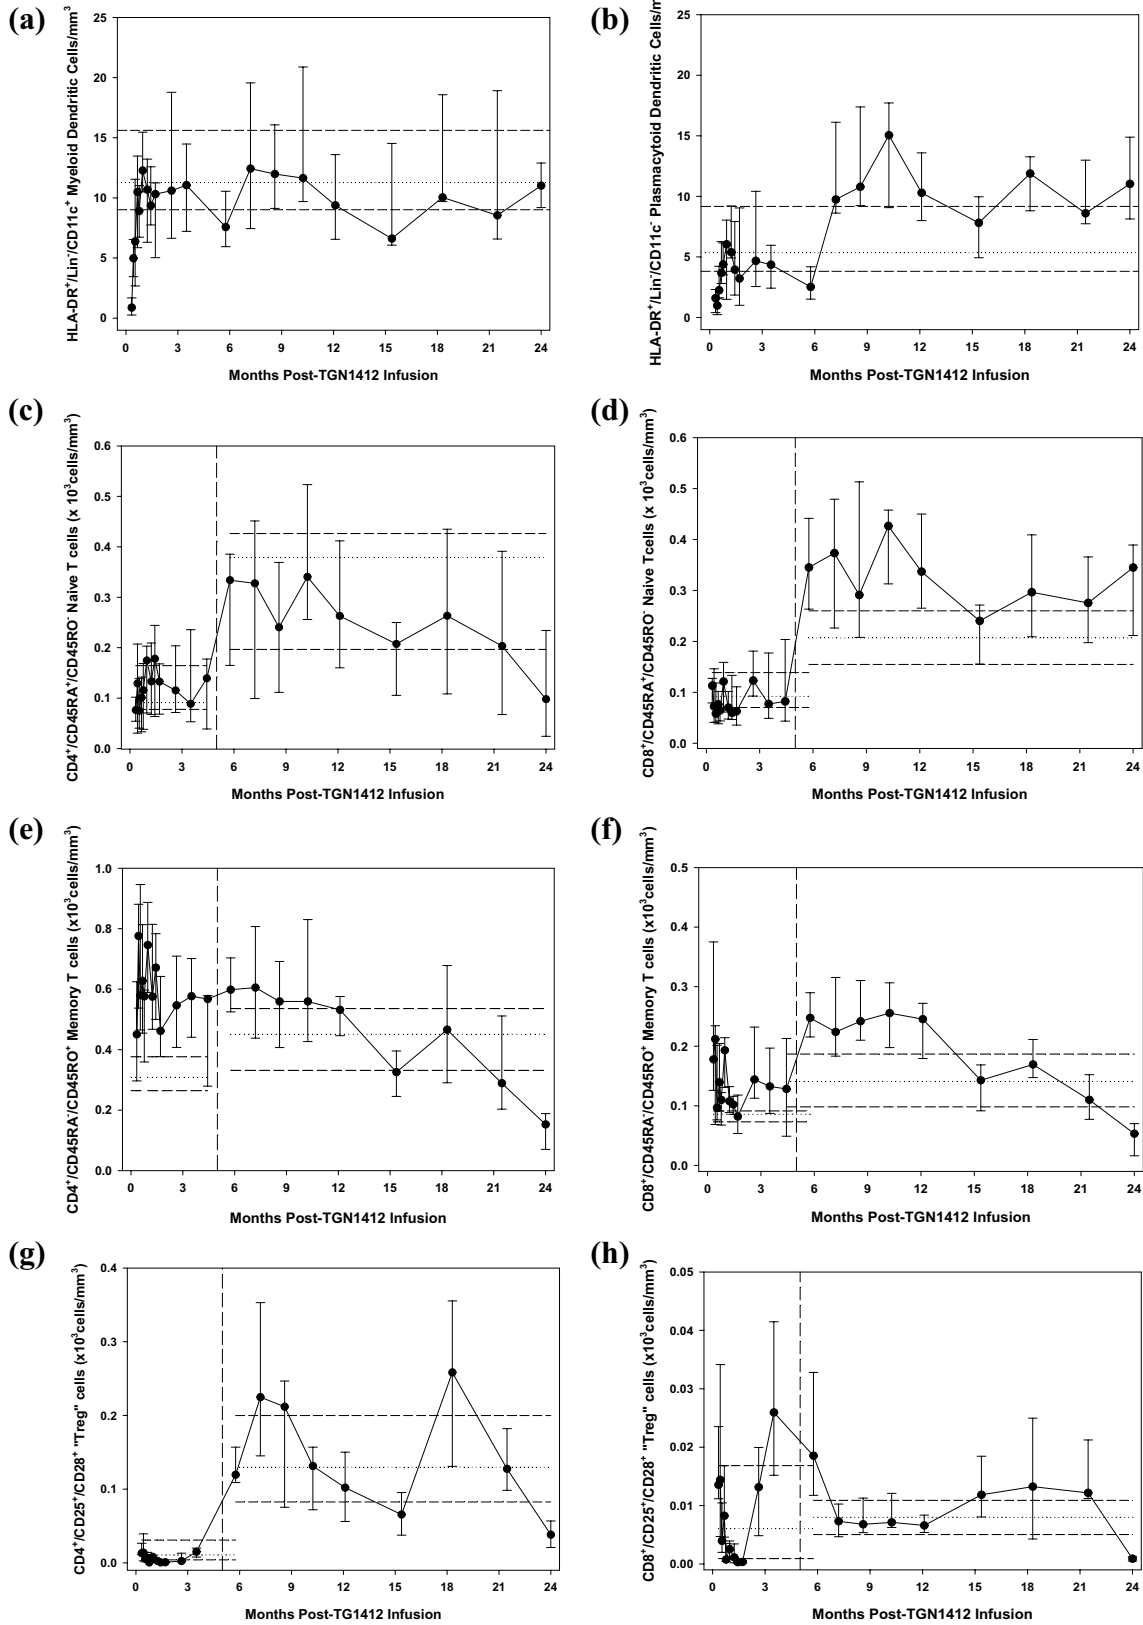 (a)
HLA-DR⁺/Lin⁻/CD11c⁺ Myeloid Dendritic Cells/mm³
25
20
15
10
5
0
0 3 6 9 12 15 18 21 24
Months Post-TGN1412 Infusion
(b)
HLA-DR⁺/Lin⁻/CD11c⁻ Plasmacytoid Dendritic Cells/m
25
20
15
10
5
0
0 3 6 9 12 15 18 21 24
Months Post-TGN1412 Infusion
(c)
CD4⁺/CD45RA⁺/CD45RO⁻ Naive T cells (x 10³cells/mm³)
0.6
0.5
0.4
0.3
0.2
0.1
0.0
0 3 6 9 12 15 18 21 24
Months Post-TGN1412 Infusion
(d)
CD8⁺/CD45RA⁺/CD45RO⁻ Naive Tcells (x 10³cells/mm³)
0.6
0.5
0.4
0.3
0.2
0.1
0.0
0 3 6 9 12 15 18 21 24
Months Post-TGN1412 Infusion
(e)
CD4⁺/CD45RA⁻/CD45RO⁺ Memory T cells (x10³cells/mm³)
1.0
0.8
0.6
0.4
0.2
0.0
0 3 6 9 12 15 18 21 24
Months Post-TGN1412 Infusion
(f)
CD8⁺/CD45RA⁻/CD45RO⁺ Memory T cells (x10³cells/mm³)
0.5
0.4
0.3
0.2
0.1
0.0
0 3 6 9 12 15 18 21 24
Months Post-TGN1412 Infusion
(g)
CD4⁺/CD25⁺/CD28⁺ "Treg" cells (x10³cells/mm³)
0.4
0.3
0.2
0.1
0.0
0 3 6 9 12 15 18 21 24
Months Post-TG1412 Infusion
(h)
CD8⁺/CD25⁺/CD28⁺ "Treg" cells (x10³cells/mm³)
0.05
0.04
0.03
0.02
0.01
0.00
0 3 6 9 12 15 18 21 24
Months Post-TGN1412 Infusion